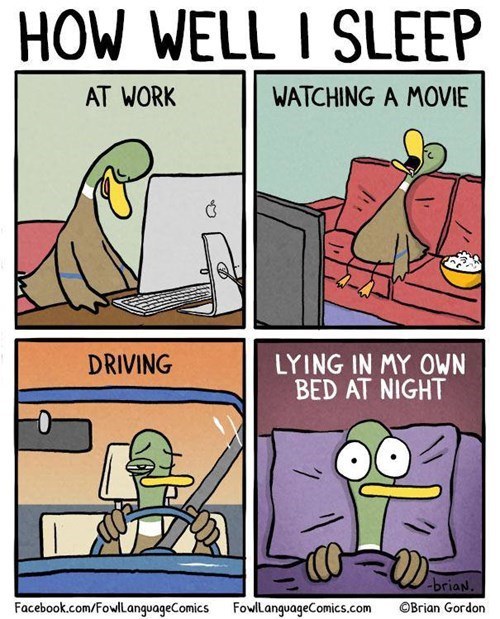 HOW WELL I SLEEP
AT WORK
WATCHING A MOVIE
DRIVING
LYING IN MY OWN
BED AT NIGHT
-briaN.
Facebook.com/FowlLanguageComics FowlLanguageComics.com ©Brian Gordon